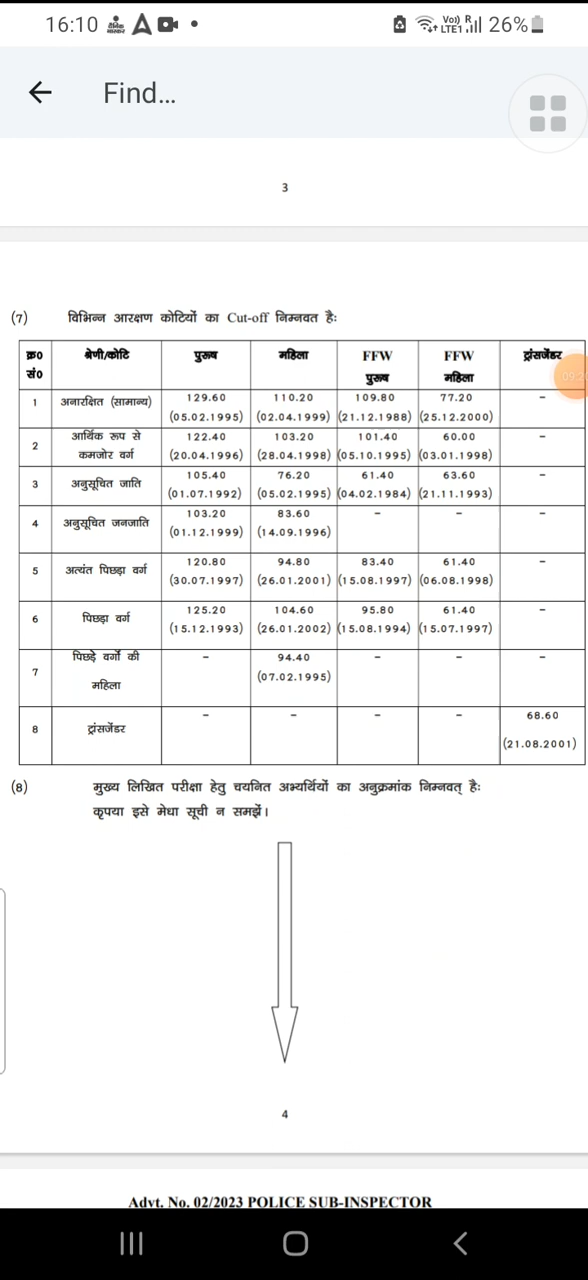 16:10 दैनिक भास्कर Vo)) R LTE1 26%
Find...
3
(7) विभिन्न आरक्षण कोटियों का Cut-off निम्नवत है:
क्र० सं० श्रेणी/कोटि पुरूष महिला FFW पुरूष FFW महिला ट्रांसजेंडर
1 अनारक्षित (सामान्य) 129.60 110.20 109.80 77.20 -
(05.02.1995) (02.04.1999) (21.12.1988) (25.12.2000)
2 आर्थिक रूप से कमजोर वर्ग 122.40 103.20 101.40 60.00 -
(20.04.1996) (28.04.1998) (05.10.1995) (03.01.1998)
3 अनुसूचित जाति 105.40 76.20 61.40 63.60 -
(01.07.1992) (05.02.1995) (04.02.1984) (21.11.1993)
4 अनुसूचित जनजाति 103.20 83.60 - - -
(01.12.1999) (14.09.1996)
5 अत्यंत पिछड़ा वर्ग 120.80 94.80 83.40 61.40 -
(30.07.1997) (26.01.2001) (15.08.1997) (06.08.1998)
6 पिछड़ा वर्ग 125.20 104.60 95.80 61.40 -
(15.12.1993) (26.01.2002) (15.08.1994) (15.07.1997)
7 पिछड़े वर्गों की महिला - 94.40 - - -
(07.02.1995)
8 ट्रांसजेंडर - - - - 68.60
(21.08.2001)
(8) मुख्य लिखित परीक्षा हेतु चयनित अभ्यर्थियों का अनुक्रमांक निम्नवत् है:
कृपया इसे मेधा सूची न समझें।
4
Advt. No. 02/2023 POLICE SUB-INSPECTOR